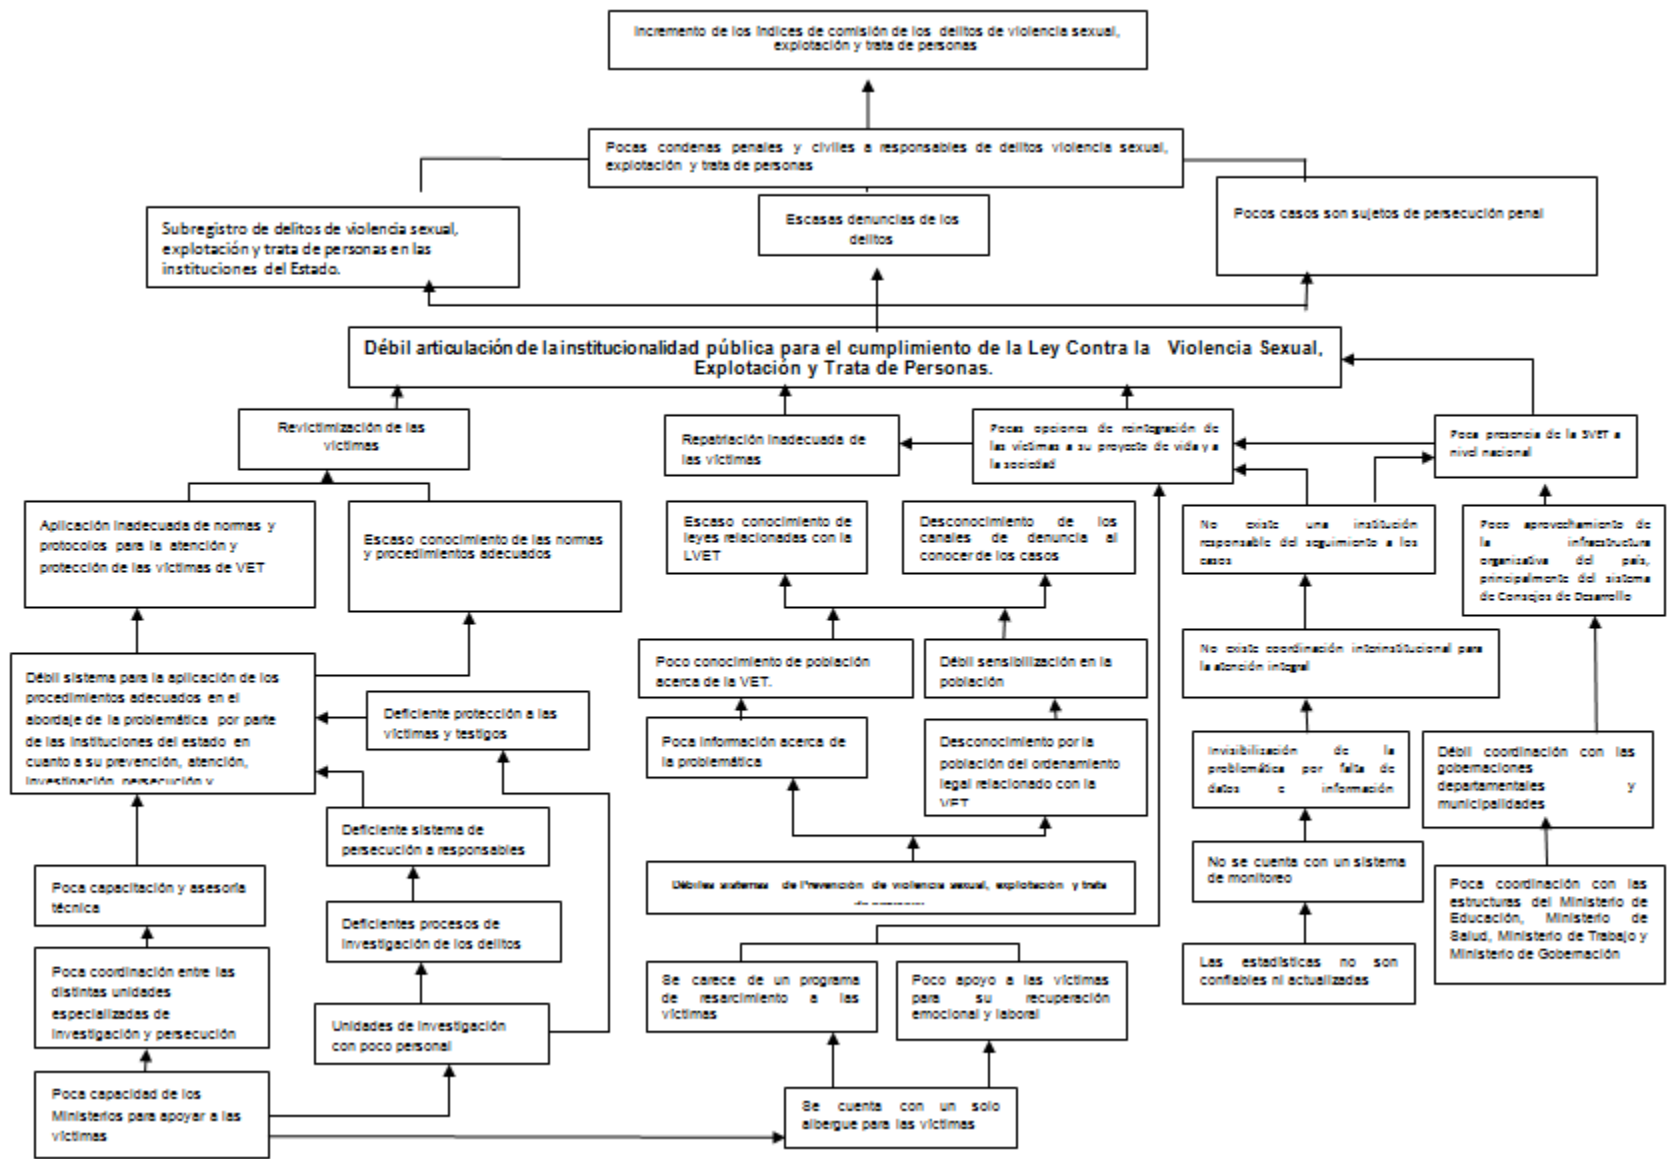 Incremento de los índices de comisión de los delitos de violencia sexual,
explotación y trata de personas
Pocas condenas penales y civiles a responsables de delitos violencia sexual,
explotación y trata de personas
Subregistro de delitos de violencia sexual,
explotación y trata de personas en las
instituciones del Estado.
Escasas denuncias de los
delitos
Pocos casos son sujetos de persecución penal
Débil articulación de la institucionalidad pública para el cumplimiento de la Ley Contra la Violencia Sexual,
Explotación y Trata de Personas.
Revictimización de las
víctimas
Repatriación inadecuada de
las víctimas
Pocas opciones de reintegración de
las víctimas a su proyecto de vida y a
la sociedad
Poca presencia de la SVET a
nivel nacional
Aplicación inadecuada de normas y
protocolos para la atención y
protección de las víctimas de VET
Escaso conocimiento de las normas
y procedimientos adecuados
Escaso conocimiento de
leyes relacionadas con la
LVET
Desconocimiento de los
canales de denuncia al
conocer de los casos
No existe una institución
responsable del seguimiento a los
casos
Poco aprovechamiento de
la infraestructura
organizativa del país,
principalmente del sistema
de Consejos de Desarrollo
Débil sistema para la aplicación de los
procedimientos adecuados en el
abordaje de la problemática por parte
de las instituciones del estado en
cuanto a su prevención, atención,
investigación, persecución y
Deficiente protección a las
víctimas y testigos
Poco conocimiento de población
acerca de la VET.
Débil sensibilización en la
población
No existe coordinación interinstitucional para
la atención integral
Poca información acerca de
la problemática
Desconocimiento por la
población del ordenamiento
legal relacionado con la
VET
Invisibilización de la
problemática por falta de
datos e información
Débil coordinación con las
gobernaciones
departamentales y
municipalidades
Deficiente sistema de
persecución a responsables
Poca capacitación y asesoría
técnica
Débiles sistemas de Prevención de violencia sexual, explotación y trata
No se cuenta con un sistema
de monitoreo
Poca coordinación con las
estructuras del Ministerio de
Educación, Ministerio de
Salud, Ministerio de Trabajo y
Ministerio de Gobernación
Deficientes procesos de
investigación de los delitos
Poca coordinación entre las
distintas unidades
especializadas de
investigación y persecución
Se carece de un programa
de resarcimiento a las
víctimas
Poco apoyo a las víctimas
para su recuperación
emocional y laboral
Las estadísticas no son
confiables ni actualizadas
Unidades de investigación
con poco personal
Poca capacidad de los
Ministerios para apoyar a las
víctimas
Se cuenta con un solo
albergue para las víctimas